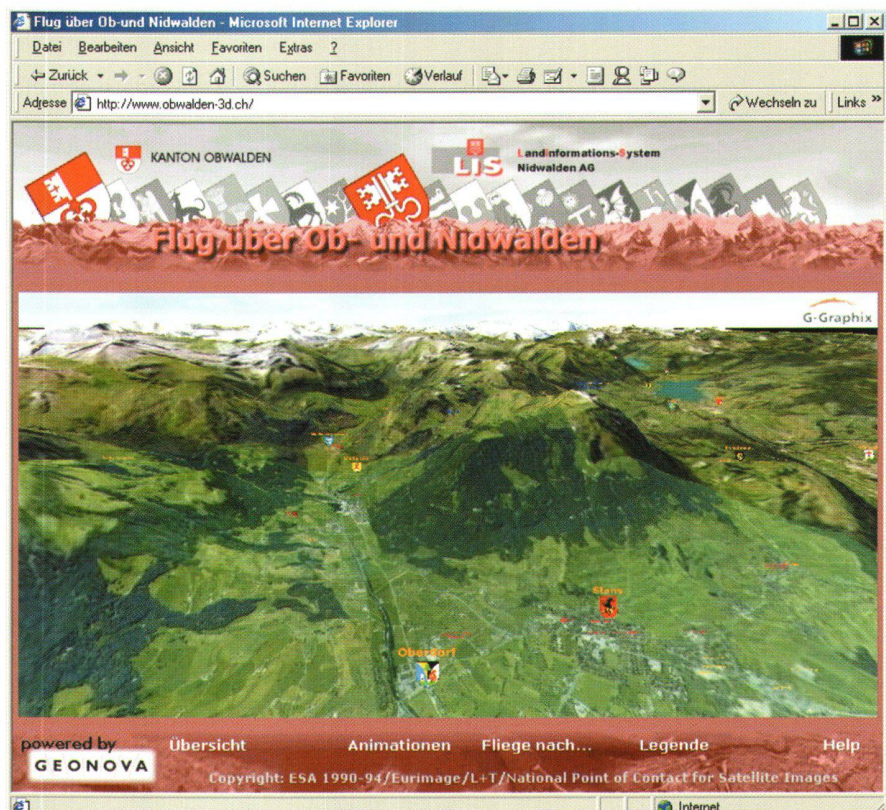 Flug über Ob-und Nidwalden - Microsoft Internet Explorer
Datei Bearbeiten Ansicht Favoriten Extras ?
Zurück Suchen Favoriten Verlauf
Adresse http://www.obwalden-3d.ch/ Wechseln zu Links »
KANTON OBWALDEN
LIS
LandInformations-System
Nidwalden AG
Flug über Ob- und Nidwalden
G-Graphix
Stans
Oberdorf
powered by
GEONOVA
Übersicht Animationen Fliege nach... Legende Help
Copyright: ESA 1990-94/Eurimage/L+T/National Point of Contact for Satellite Images
Internet